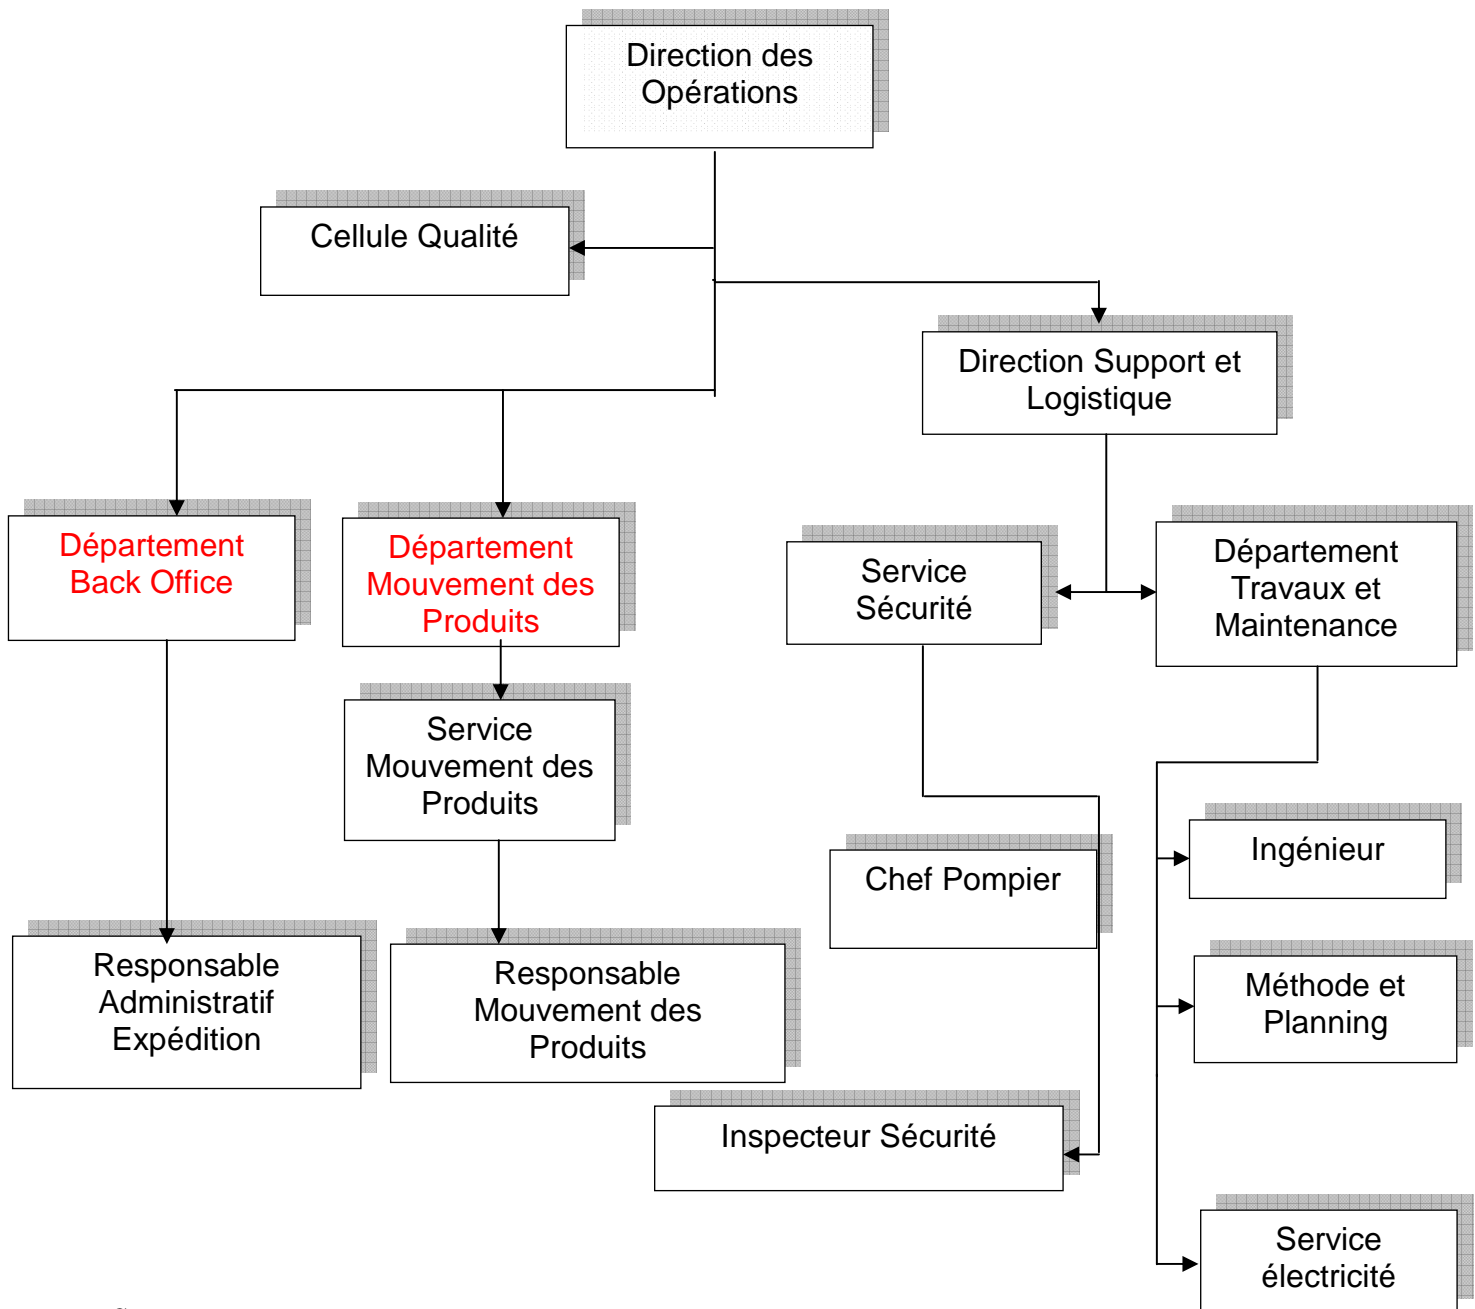 Direction des
Opérations
Cellule Qualité
Direction Support et
Logistique
Département
Back Office
Département
Mouvement des
Produits
Service
Sécurité
Département
Travaux et
Maintenance
Service
Mouvement des
Produits
Ingénieur
Chef Pompier
Responsable
Administratif
Expédition
Responsable
Mouvement des
Produits
Méthode et
Planning
Inspecteur Sécurité
Service
électricité